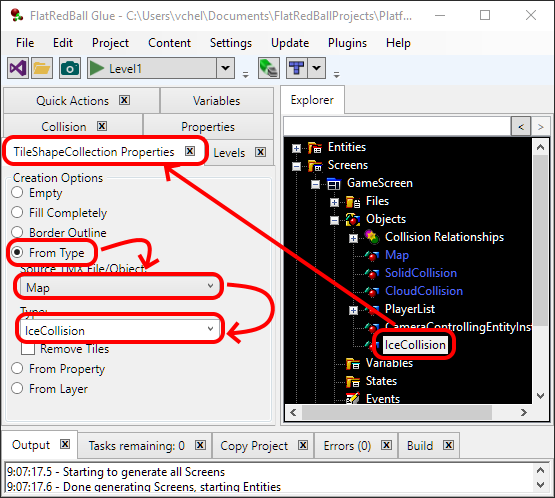 FlatRedBall Glue - C:\Users\vchel\Documents\FlatRedBallProjects\Platf...
File Edit Project Content Settings Update Plugins Help
Level1
Quick Actions
Variables
Collision
Properties
TileShapeCollection Properties
Levels
Creation Options
Empty
Fill Completely
Border Outline
From Type
Source TMX File/Object:
Map
Type:
IceCollision
Remove Tiles
From Property
From Layer
Explorer
<
>
Entities
Screens
GameScreen
Files
Objects
Collision Relationships
Map
SolidCollision
CloudCollision
PlayerList
CameraControllingEntityIns
IceCollision
Variables
States
Events
Output
Tasks remaining: 0
Copy Project
Errors (0)
Build
9:07:17.5 - Starting to generate all Screens
9:07:17.6 - Done generating Screens, starting Entities